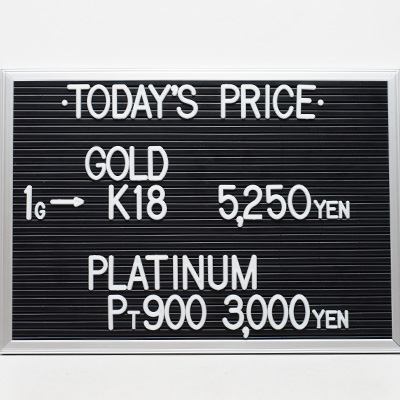 ·TODAY'S PRICE·
GOLD
1G→ K18 5,250YEN
PLATINUM
PT900 3,000YEN